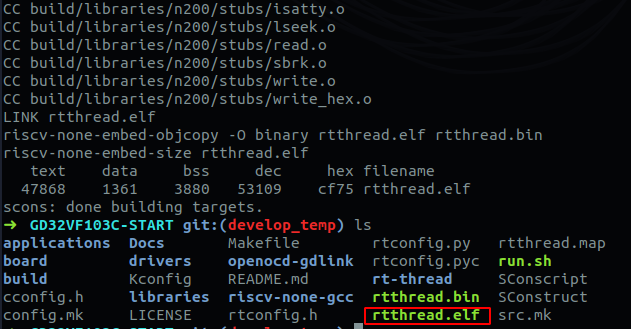 CC build/libraries/n200/stubs/isatty.o
CC build/libraries/n200/stubs/lseek.o
CC build/libraries/n200/stubs/read.o
CC build/libraries/n200/stubs/sbrk.o
CC build/libraries/n200/stubs/write.o
CC build/libraries/n200/stubs/write_hex.o
LINK rtthread.elf
riscv-none-embed-objcopy -O binary rtthread.elf rtthread.bin
riscv-none-embed-size rtthread.elf
   text    data     bss     dec     hex filename
  47868    1361    3880   53109    cf75 rtthread.elf
scons: done building targets.
➜  GD32VF103C-START git:(develop_temp) ls
applications  Docs       Makefile        rtconfig.py   rtthread.map
board         drivers    openocd-gdlink  rtconfig.pyc  run.sh
build         Kconfig    README.md       rt-thread     SConscript
cconfig.h     libraries  riscv-none-gcc  rtthread.bin  SConstruct
config.mk     LICENSE    rtconfig.h      rtthread.elf  src.mk